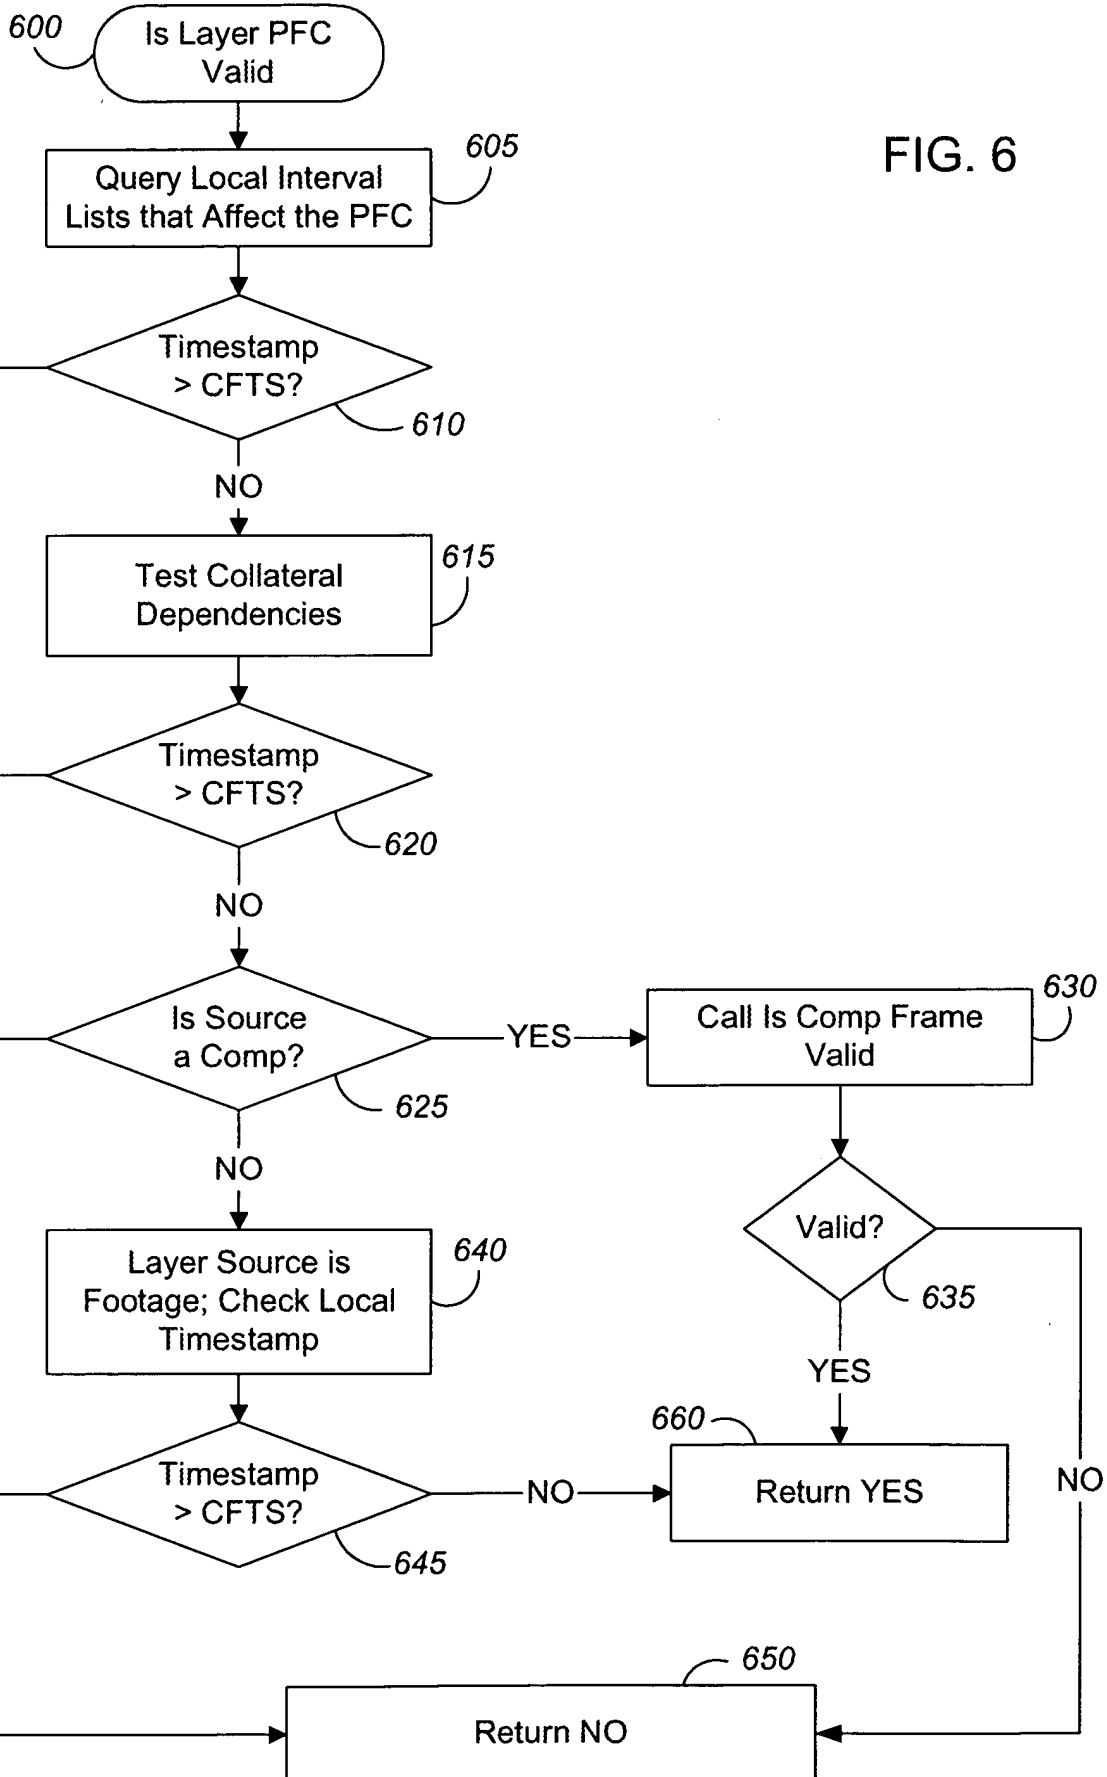 600
Is Layer PFC
Valid
FIG. 6
605
Query Local Interval
Lists that Affect the PFC
Timestamp
> CFTS?
610
NO
615
Test Collateral
Dependencies
Timestamp
> CFTS?
620
NO
Is Source
a Comp?
625
YES
630
Call Is Comp Frame
Valid
NO
Valid?
635
640
Layer Source is
Footage; Check Local
Timestamp
YES
660
Timestamp
> CFTS?
645
NO
Return YES
NO
650
Return NO